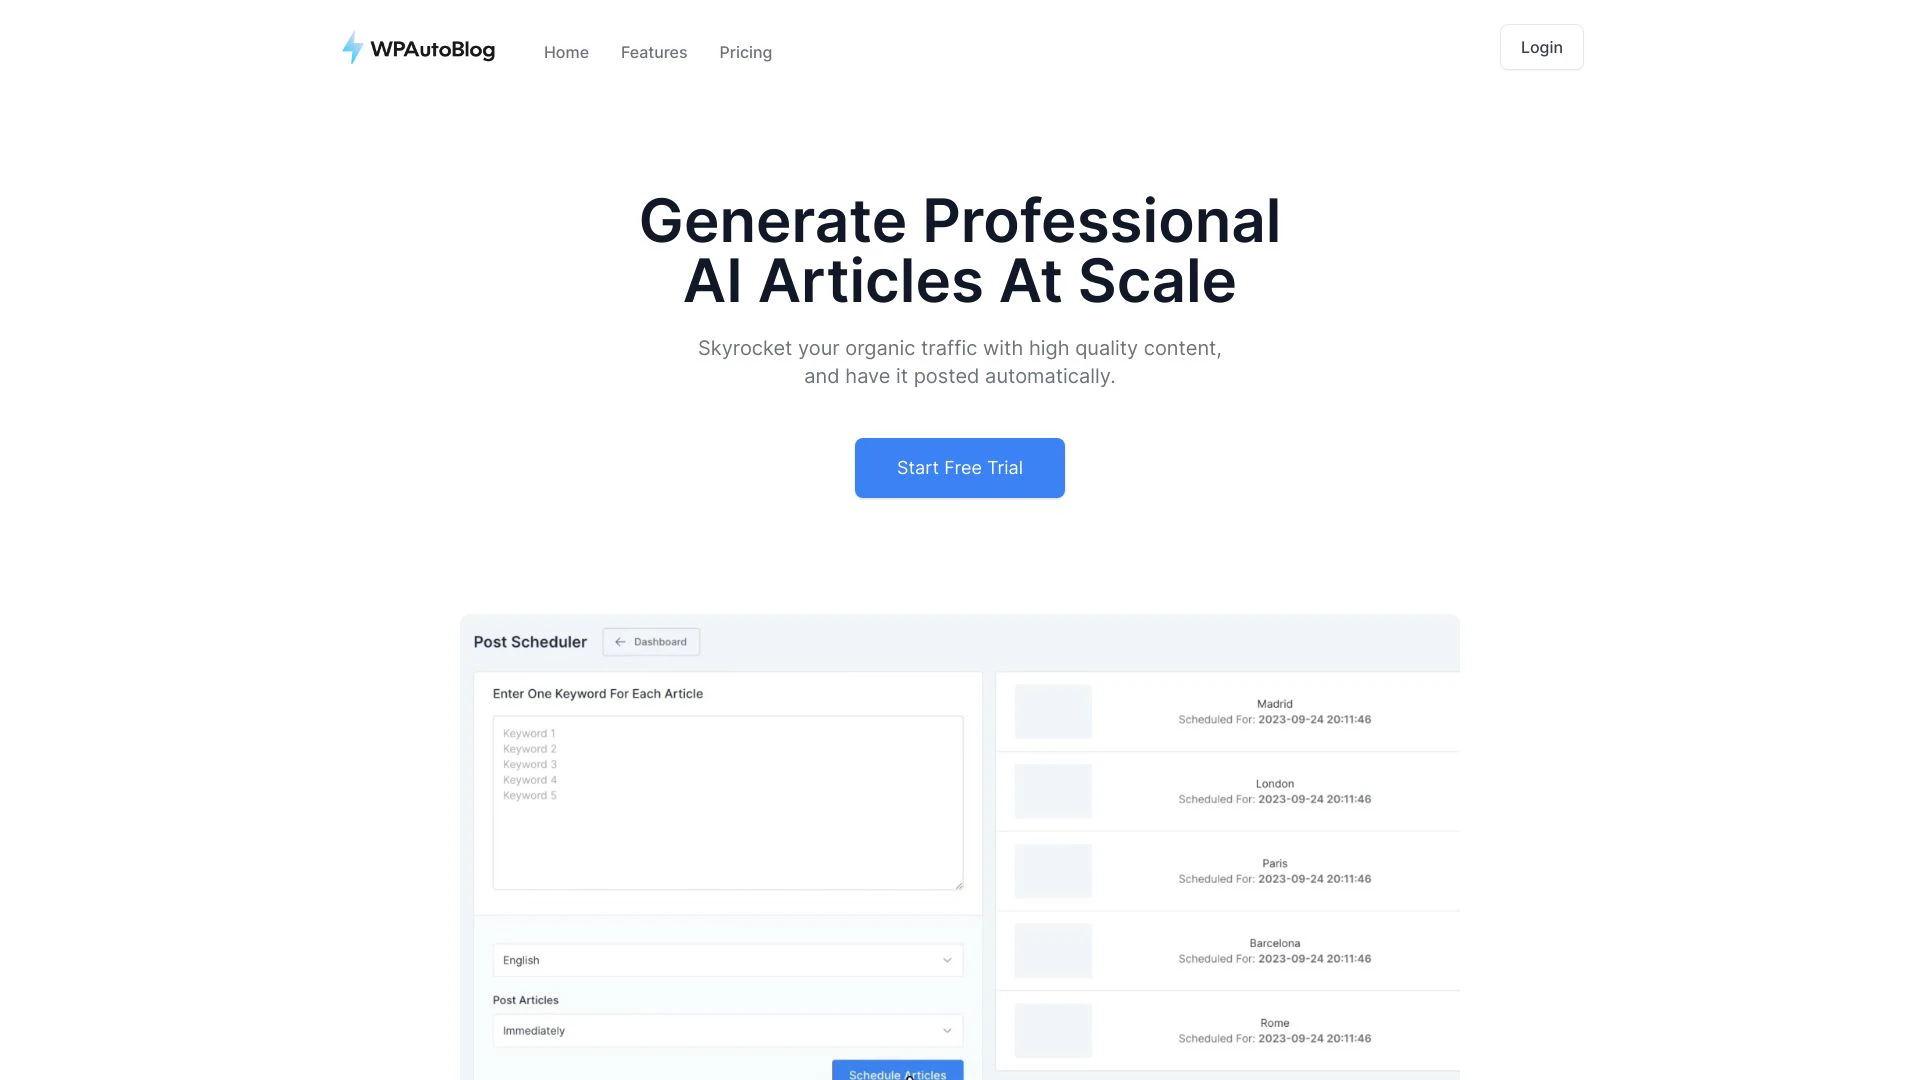 WPAutoBlog
Home
Features
Pricing
Login
Generate Professional
AI Articles At Scale
Skyrocket your organic traffic with high quality content,
and have it posted automatically.
Start Free Trial
Post Scheduler
Dashboard
Enter One Keyword For Each Article
Keyword 1
Keyword 2
Keyword 3
Keyword 4
Keyword 5
English
Post Articles
Immediately
Schedule Articles
Madrid
Scheduled For: 2023-09-24 20:11:46
London
Scheduled For: 2023-09-24 20:11:46
Paris
Scheduled For: 2023-09-24 20:11:46
Barcelona
Scheduled For: 2023-09-24 20:11:46
Rome
Scheduled For: 2023-09-24 20:11:46